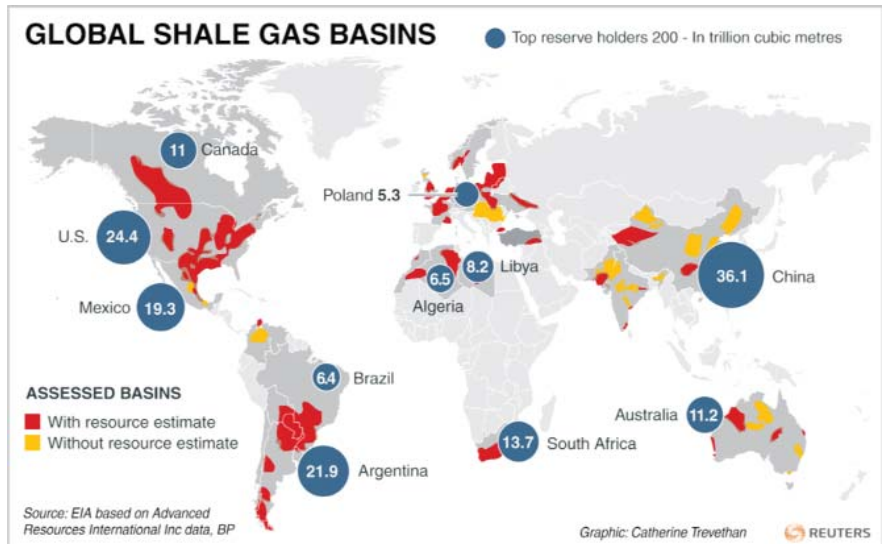 GLOBAL SHALE GAS BASINS
Top reserve holders 200 - In trillion cubic metres
11 Canada
Poland 5.3
U.S. 24.4
8.2 Libya
6.5
Algeria
36.1 China
Mexico 19.3
6.4 Brazil
ASSESSED BASINS
With resource estimate
Without resource estimate
Australia 11.2
13.7 South Africa
21.9 Argentina
Source: EIA based on Advanced
Resources International Inc data, BP
Graphic: Catherine Trevethan
REUTERS